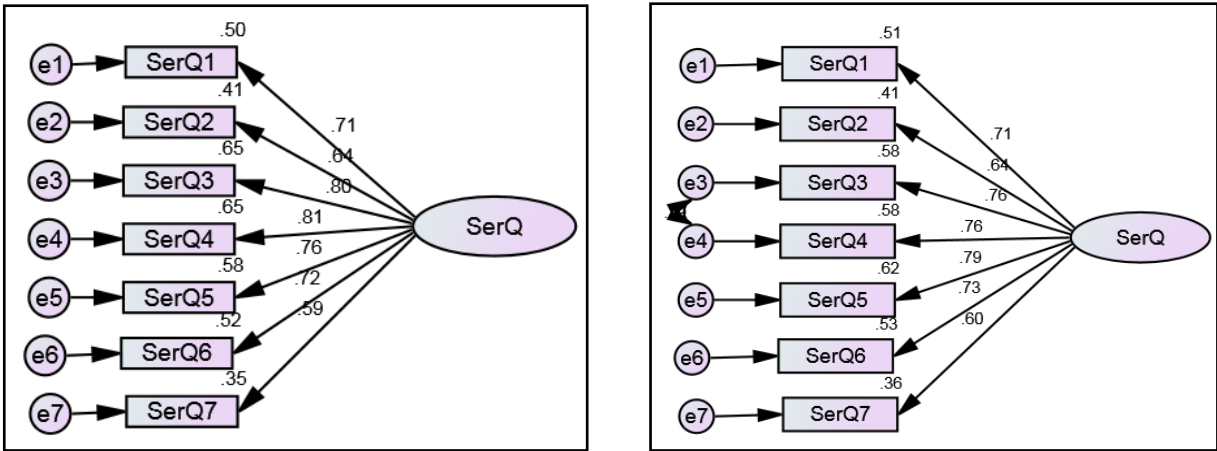 .50
e1 SerQ1
.41
.71
e2 SerQ2
.64
.65
.80
e3 SerQ3
.65
.81
SerQ
e4 SerQ4
.76
.58
.72
e5 SerQ5
.59
.52
e6 SerQ6
.35
e7 SerQ7
.51
e1 SerQ1
.41
.71
e2 SerQ2
.64
.58
.76
e3 SerQ3
.58
.76
SerQ
e4 SerQ4
.79
.62
.73
e5 SerQ5
.60
.53
e6 SerQ6
.36
e7 SerQ7